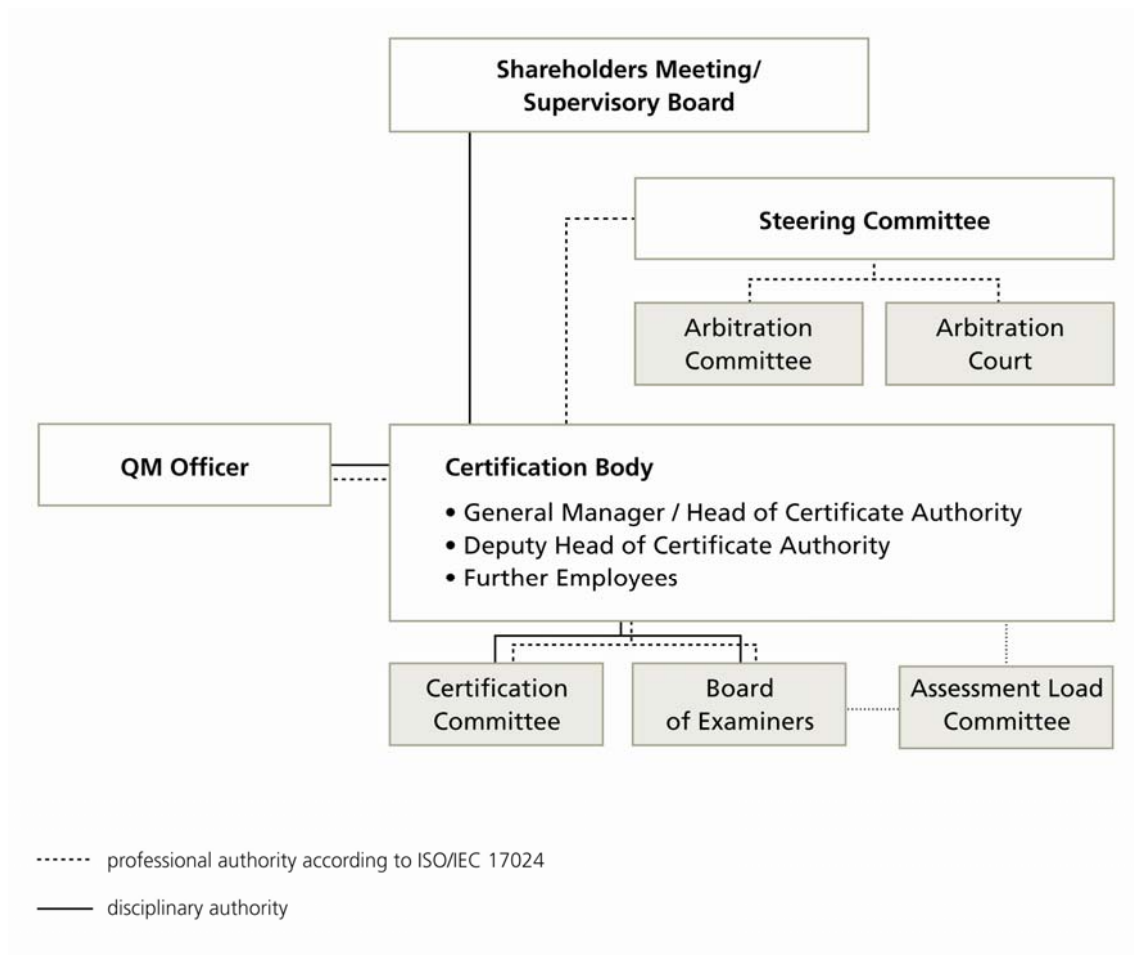 Shareholders Meeting/
Supervisory Board
Steering Committee
Arbitration
Committee
Arbitration
Court
QM Officer
Certification Body
• General Manager / Head of Certificate Authority
• Deputy Head of Certificate Authority
• Further Employees
Certification
Committee
Board
of Examiners
Assessment Load
Committee
professional authority according to ISO/IEC 17024
disciplinary authority